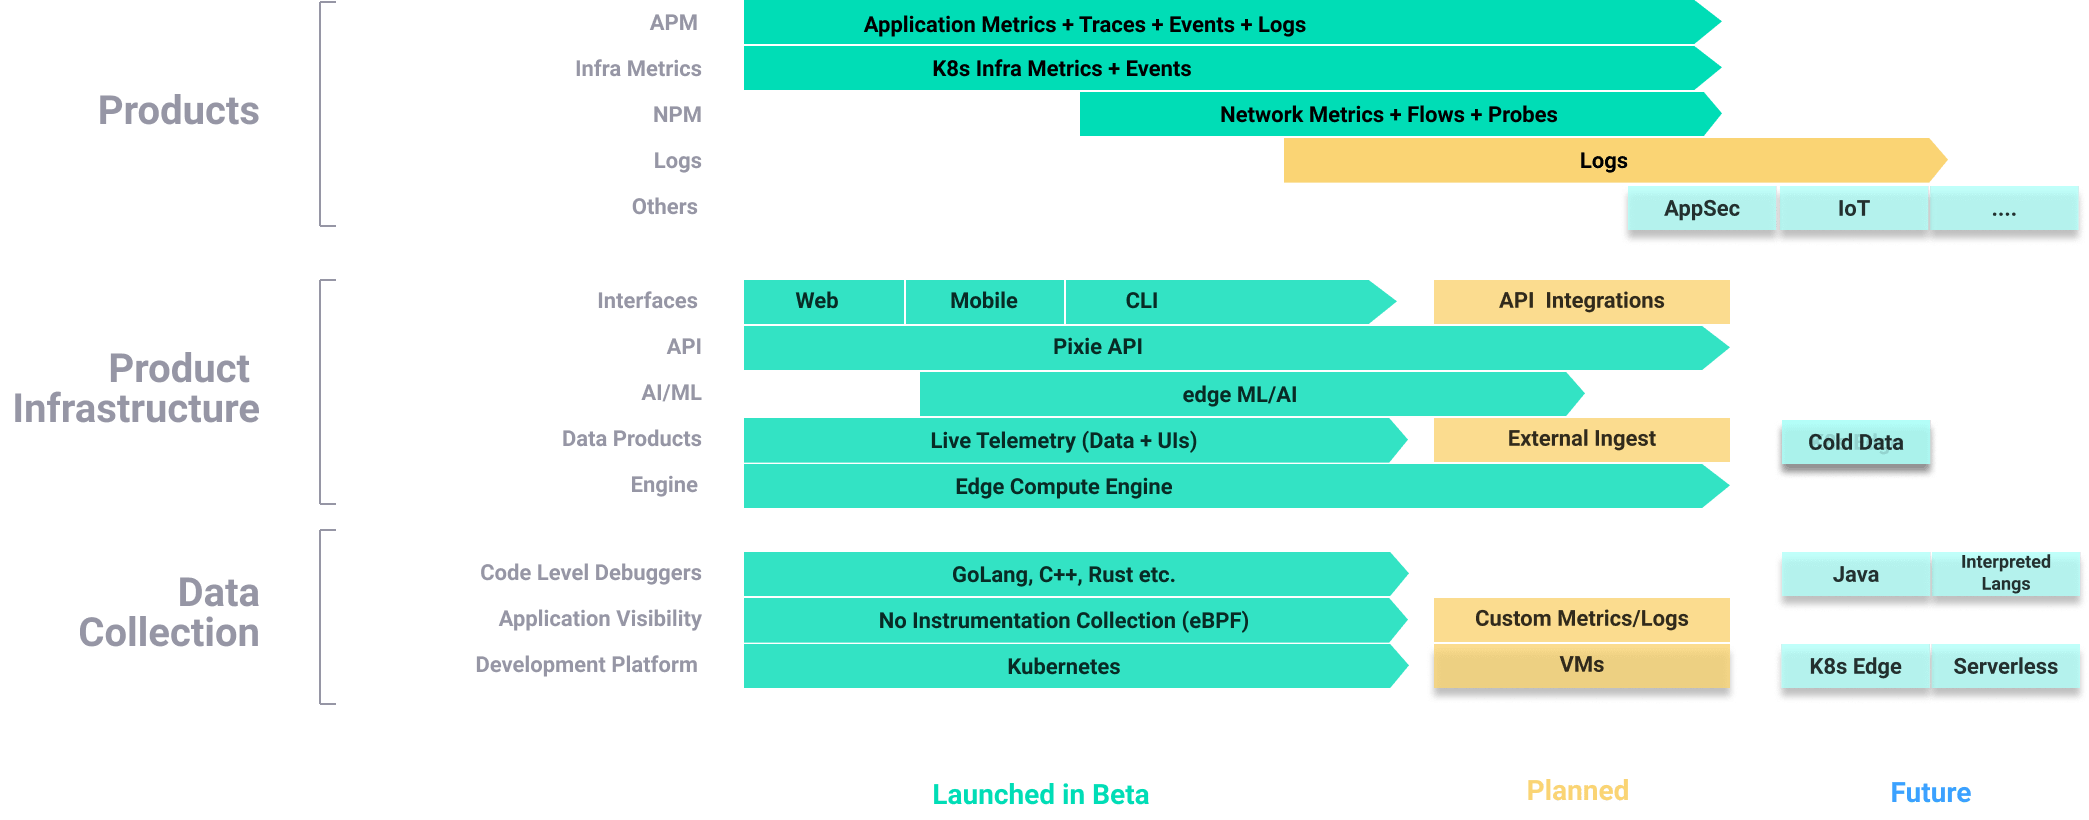 Products
APM
Application Metrics + Traces + Events + Logs
Infra Metrics
K8s Infra Metrics + Events
NPM
Network Metrics + Flows + Probes
Logs
Logs
Others
AppSec
IoT
....
Product
Infrastructure
Interfaces
Web
Mobile
CLI
API Integrations
API
Pixie API
AI/ML
edge ML/AI
Data Products
Live Telemetry (Data + UIs)
External Ingest
Cold Data
Engine
Edge Compute Engine
Data
Collection
Code Level Debuggers
GoLang, C++, Rust etc.
Java
Interpreted
Langs
Application Visibility
No Instrumentation Collection (eBPF)
Custom Metrics/Logs
Development Platform
Kubernetes
VMs
K8s Edge
Serverless
Launched in Beta
Planned
Future